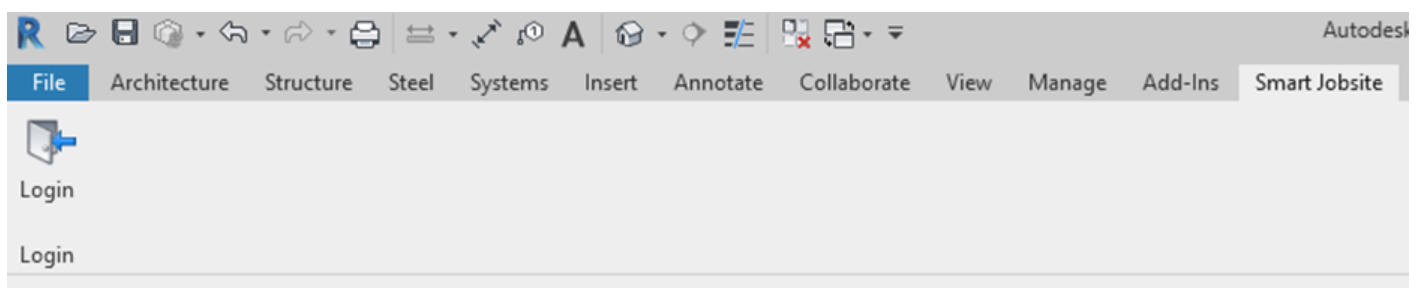 Autodesk
File Architecture Structure Steel Systems Insert Annotate Collaborate View Manage Add-Ins Smart Jobsite
Login
Login